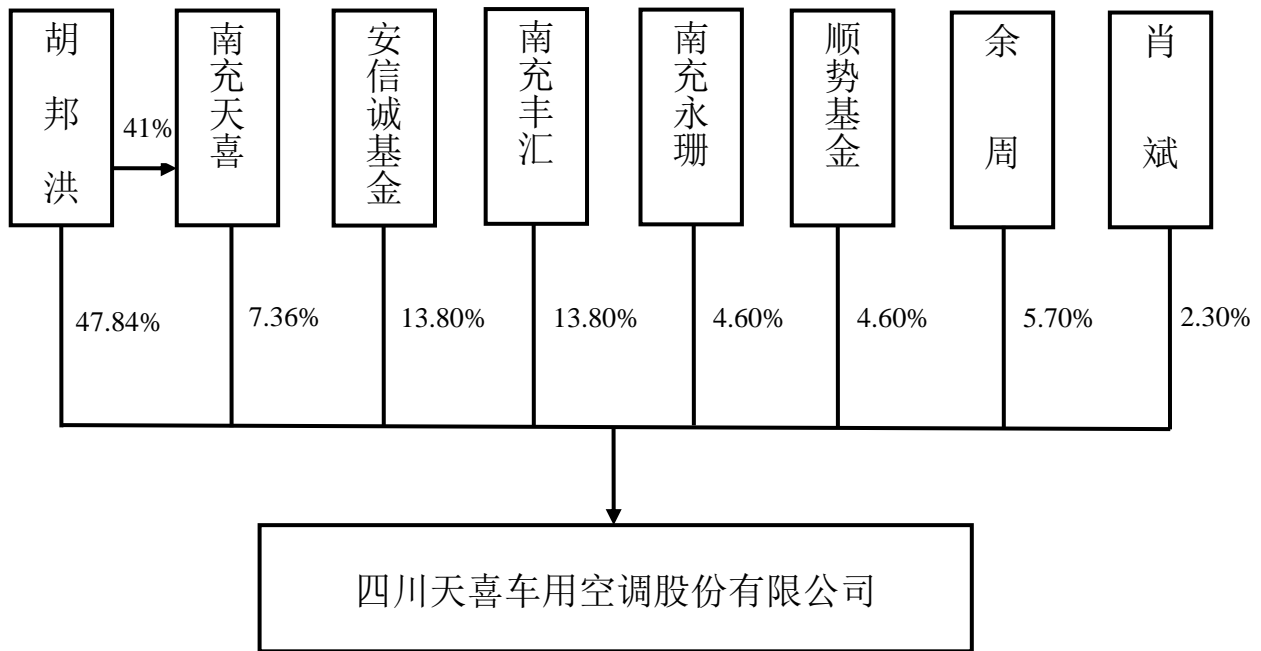 胡邦洪
41%
南充天喜
安信诚基金
南充丰汇
南充永珊
顺势基金
余周
肖斌
47.84%
7.36%
13.80%
13.80%
4.60%
4.60%
5.70%
2.30%
四川天喜车用空调股份有限公司